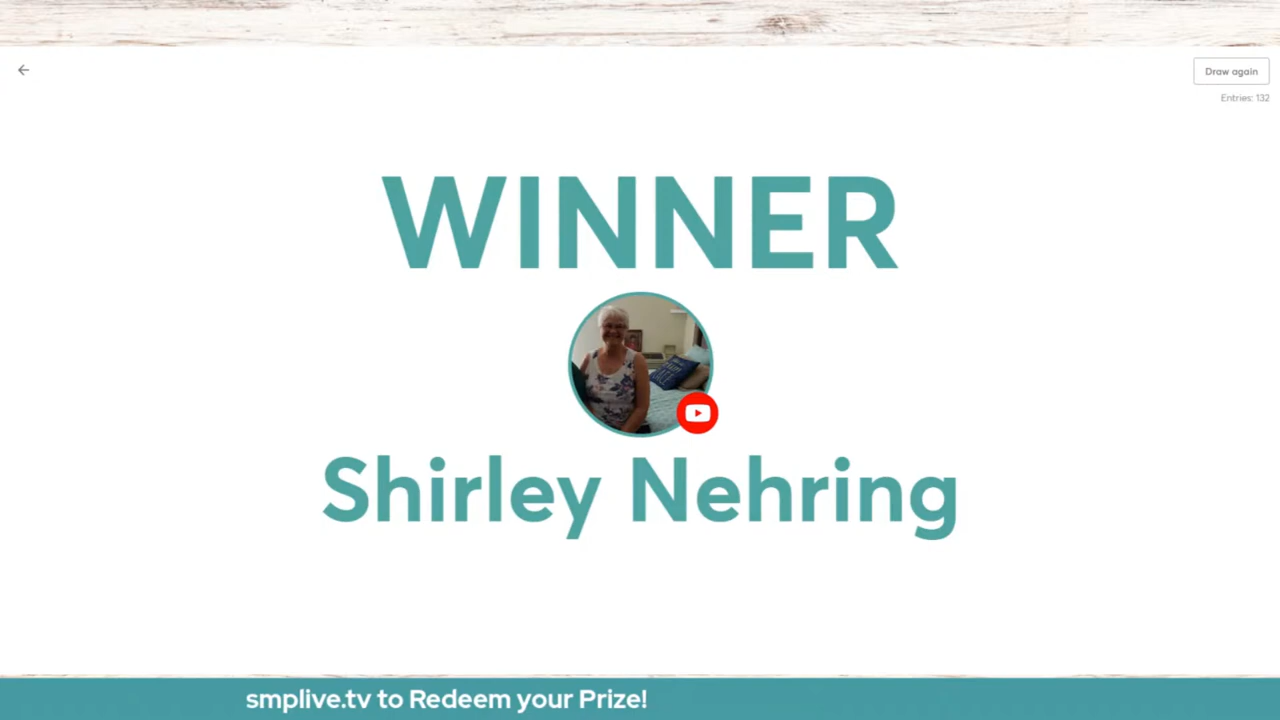 Draw again
Entries: 132
WINNER
Shirley Nehring
smplive.tv to Redeem your Prize!